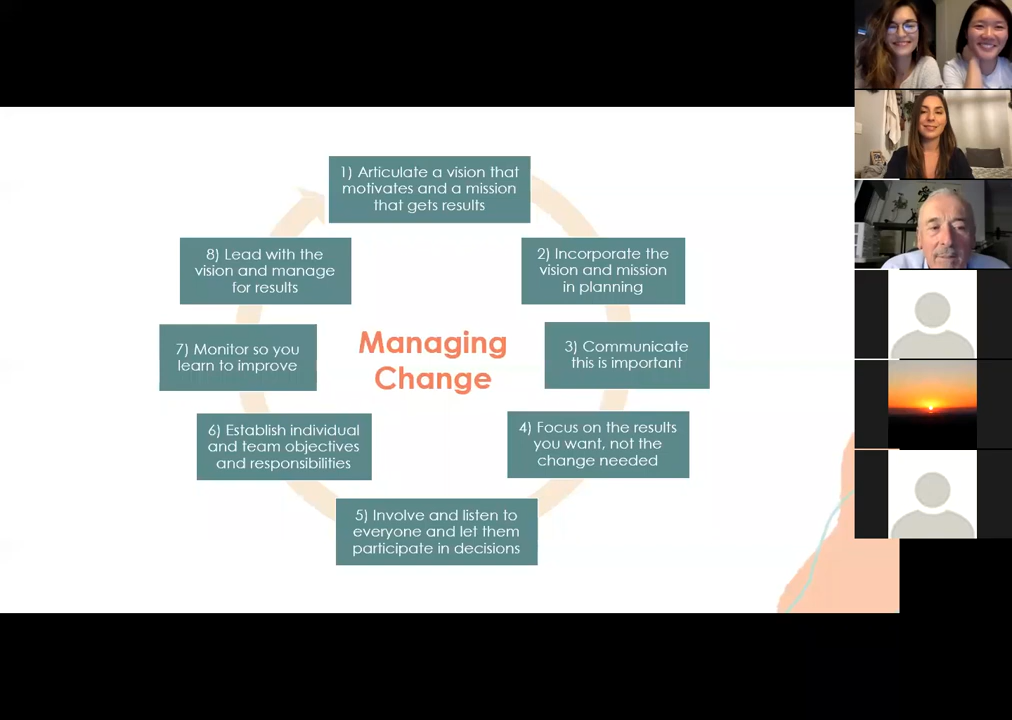 1) Articulate a vision that
motivates and a mission
that gets results
2) Incorporate the
vision and mission
in planning
3) Communicate
this is important
4) Focus on the results
you want, not the
change needed
5) Involve and listen to
everyone and let them
participate in decisions
6) Establish individual
and team objectives
and responsibilities
7) Monitor so you
learn to improve
8) Lead with the
vision and manage
for results
Managing
Change